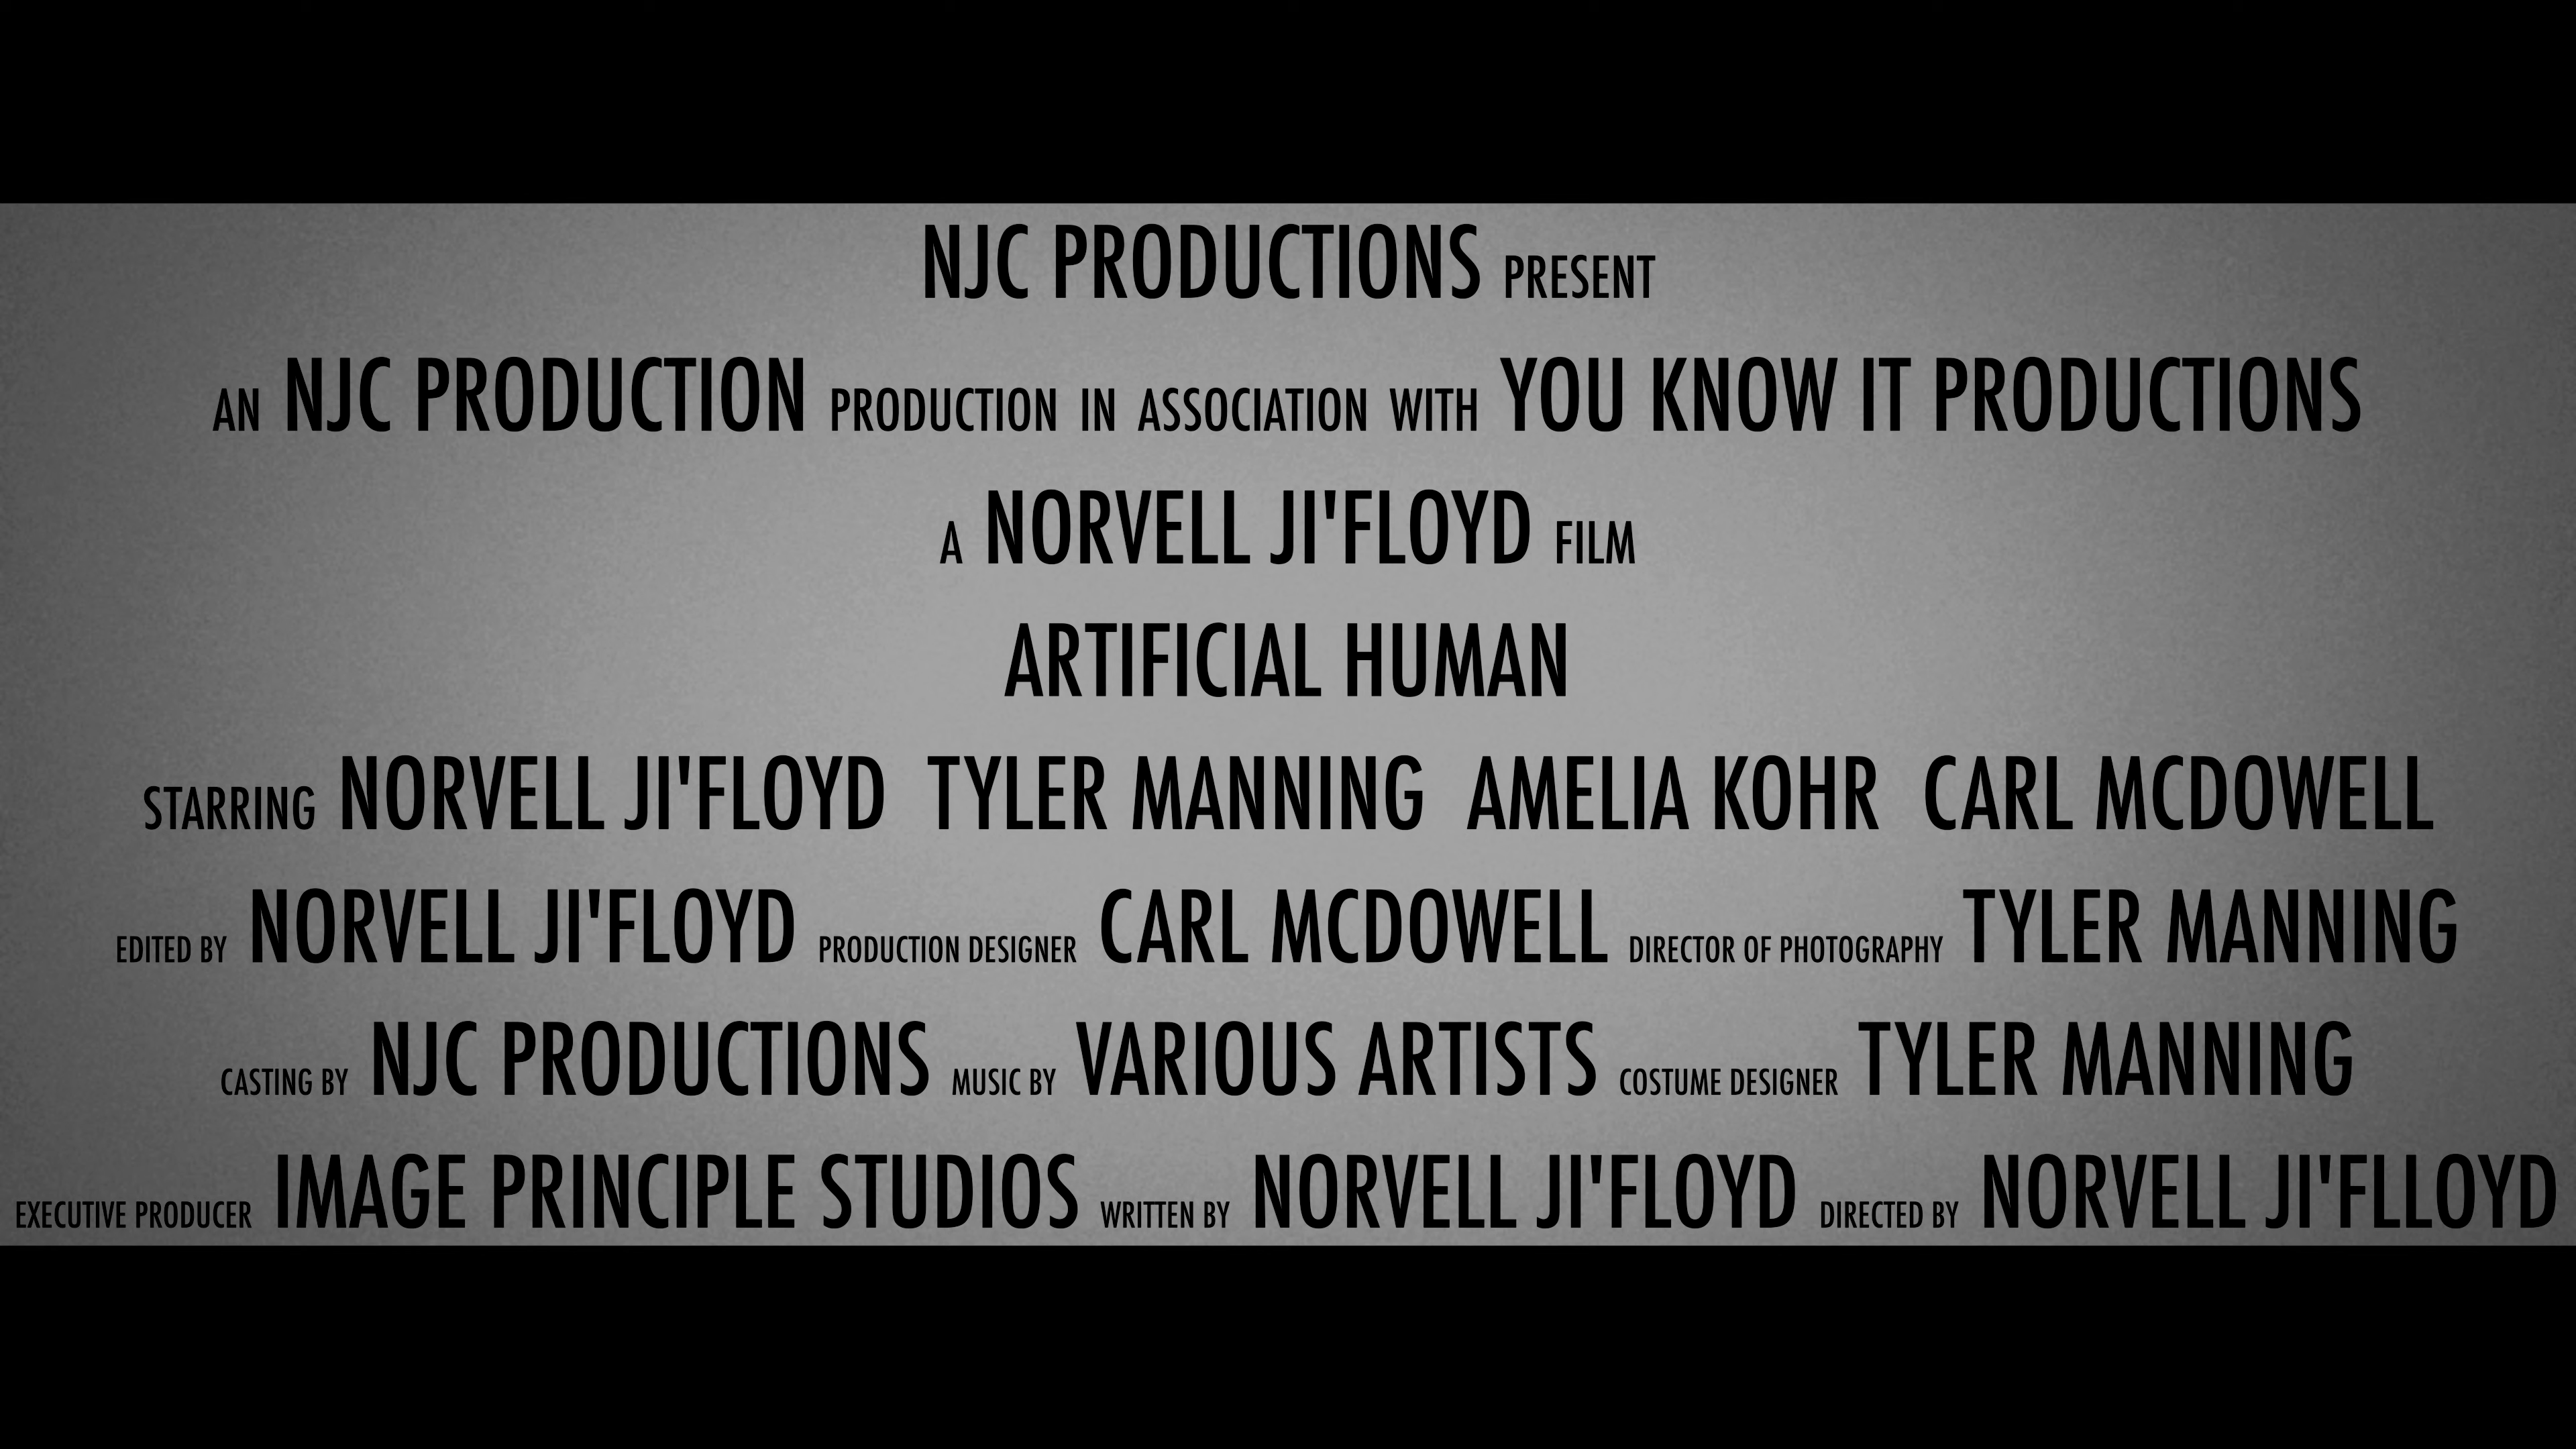 NJC PRODUCTIONS PRESENT
AN NJC PRODUCTION PRODUCTION IN ASSOCIATION WITH YOU KNOW IT PRODUCTIONS
A NORVELL JI'FLOYD FILM
ARTIFICIAL HUMAN
STARRING NORVELL JI'FLOYD TYLER MANNING AMELIA KOHR CARL MCDOWELL
EDITED BY NORVELL JI'FLOYD PRODUCTION DESIGNER CARL MCDOWELL DIRECTOR OF PHOTOGRAPHY TYLER MANNING
CASTING BY NJC PRODUCTIONS MUSIC BY VARIOUS ARTISTS COSTUME DESIGNER TYLER MANNING
EXECUTIVE PRODUCER IMAGE PRINCIPLE STUDIOS WRITTEN BY NORVELL JI'FLOYD DIRECTED BY NORVELL JI'FLLOYD